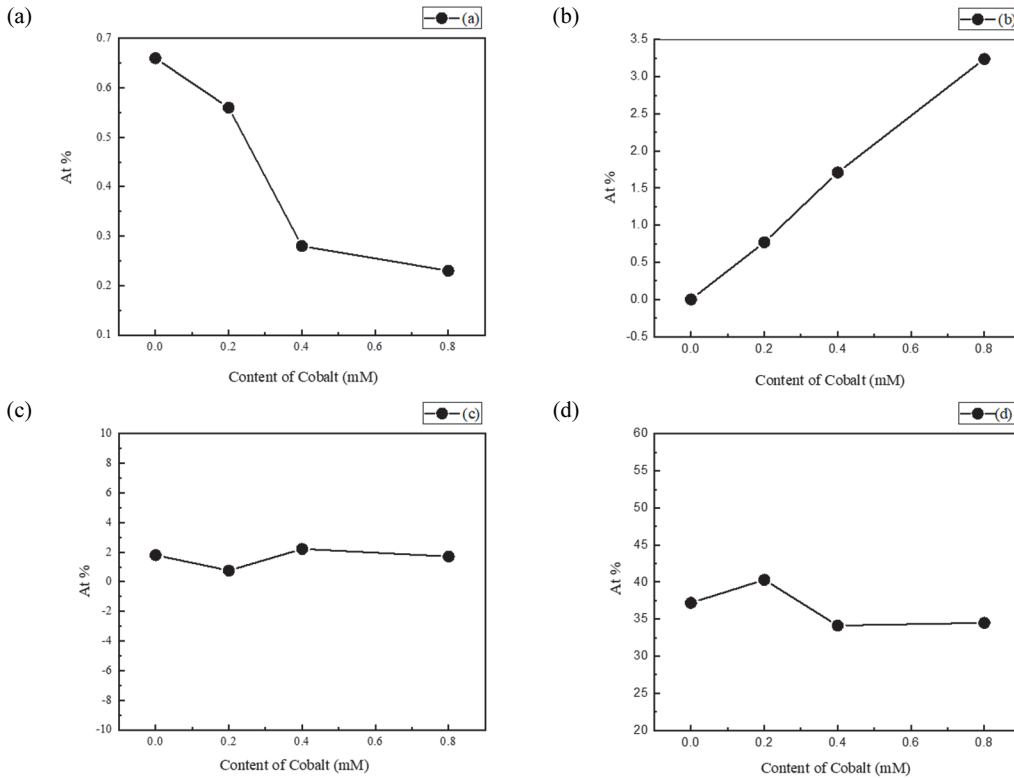 (a)
(a)
0.7
0.6
0.5
0.4
0.3
0.2
0.1
At %
0.0 0.2 0.4 0.6 0.8
Content of Cobalt (mM)
(b)
(b)
3.5
3.0
2.5
2.0
1.5
1.0
0.5
0.0
-0.5
At %
0.0 0.2 0.4 0.6 0.8
Content of Cobalt (mM)
(c)
(c)
10
8
6
4
2
0
-2
-4
-6
-8
-10
At %
0.0 0.2 0.4 0.6 0.8
Content of Cobalt (mM)
(d)
(d)
60
55
50
45
40
35
30
25
20
At %
0.0 0.2 0.4 0.6 0.8
Content of Cobalt (mM)